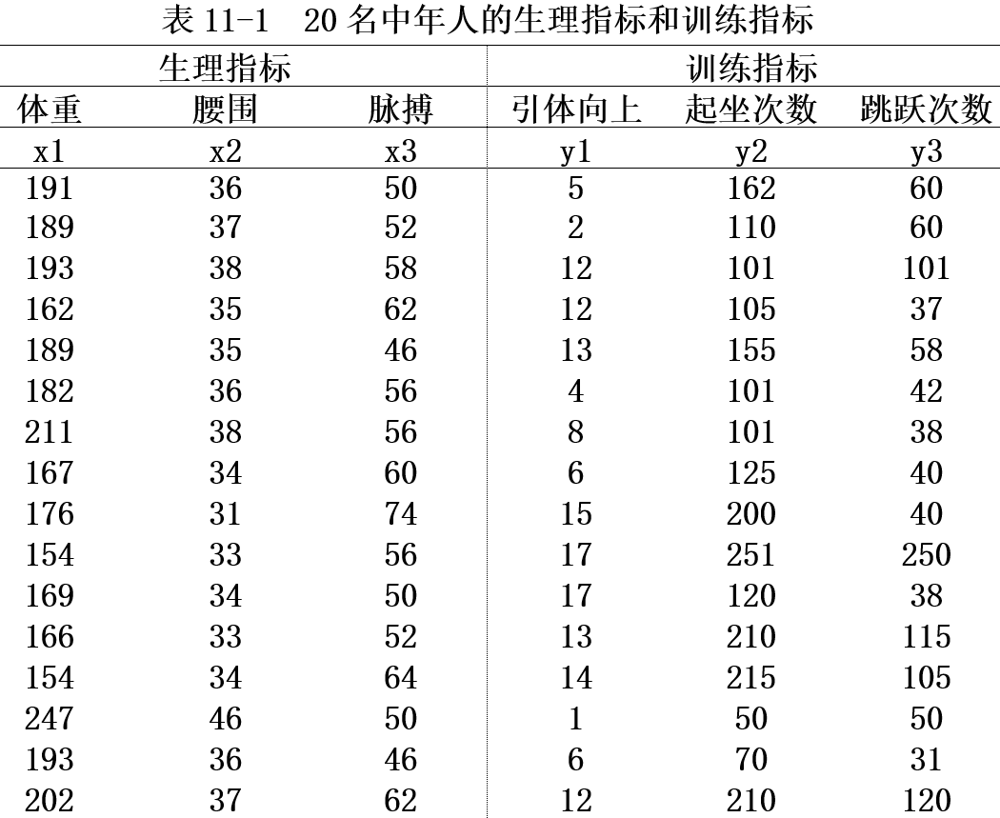 表 11-1 20 名中年人的生理指标和训练指标
生理指标 训练指标
体重 腰围 脉搏 引体向上 起坐次数 跳跃次数
x1 x2 x3 y1 y2 y3
191 36 50 5 162 60
189 37 52 2 110 60
193 38 58 12 101 101
162 35 62 12 105 37
189 35 46 13 155 58
182 36 56 4 101 42
211 38 56 8 101 38
167 34 60 6 125 40
176 31 74 15 200 40
154 33 56 17 251 250
169 34 50 17 120 38
166 33 52 13 210 115
154 34 64 14 215 105
247 46 50 1 50 50
193 36 46 6 70 31
202 37 62 12 210 120